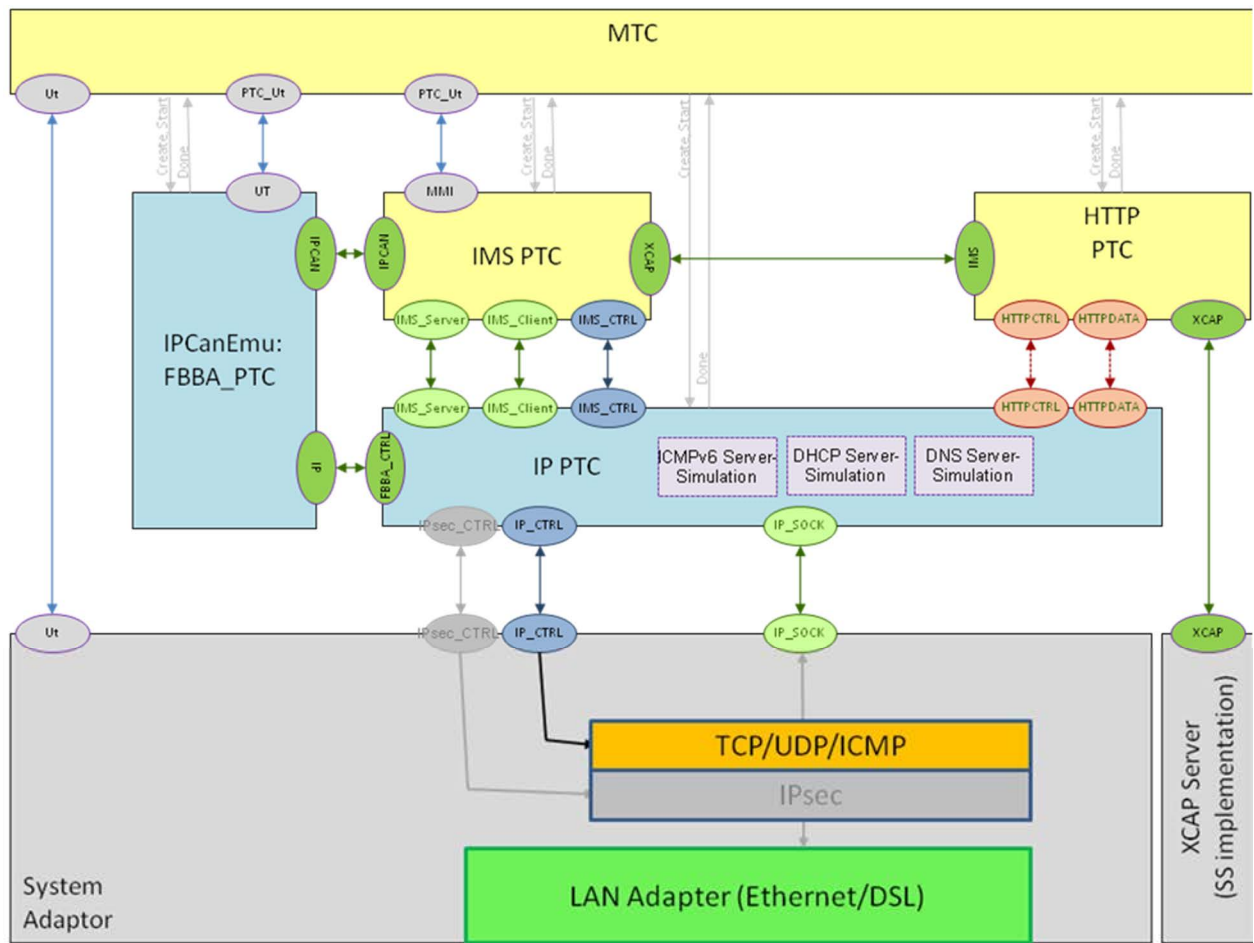 MTC
Ut
PTC_Ut
PTC_Ut
Create_Start
Done
Create_Start
Done
Create_Start
Done
Create_Start
Done
UT
MMI
IPCAN
IPCAN
IMS PTC
XCAP
SMI
HTTP
PTC
IPCanEmu:
FBBA_PTC
IMS_Server
IMS_Client
IMS_CTRL
HTTPCTRL
HTTPDATA
XCAP
IMS_Server
IMS_Client
IMS_CTRL
HTTPCTRL
HTTPDATA
IP
FBBA_CTRL
IP PTC
ICMPv6 Server-
Simulation
DHCP Server-
Simulation
DNS Server-
Simulation
IPsec_CTRL
IP_CTRL
IP_SOCK
Ut
IPsec_CTRL
IP_CTRL
IP_SOCK
XCAP
TCP/UDP/ICMP
IPsec
LAN Adapter (Ethernet/DSL)
System
Adaptor
XCAP Server
(SS implementation)